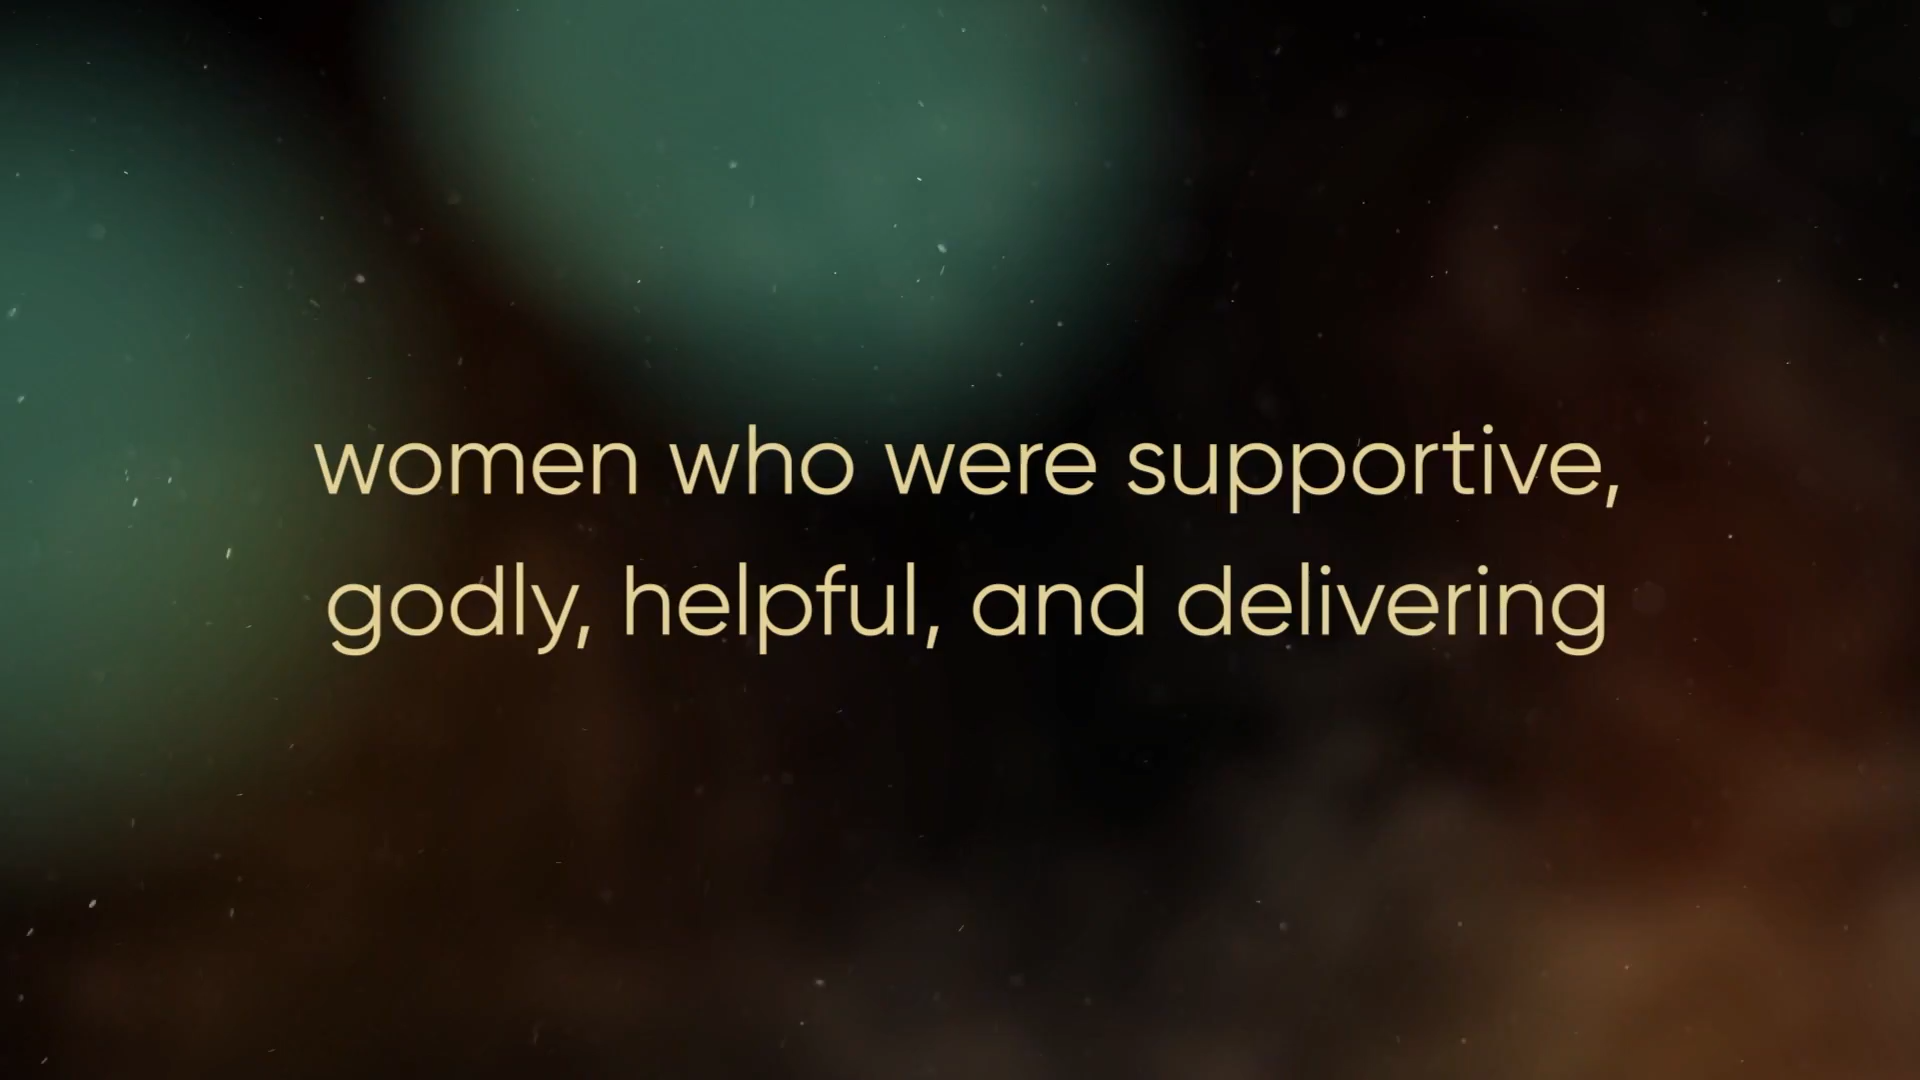 women who were supportive,
godly, helpful, and delivering